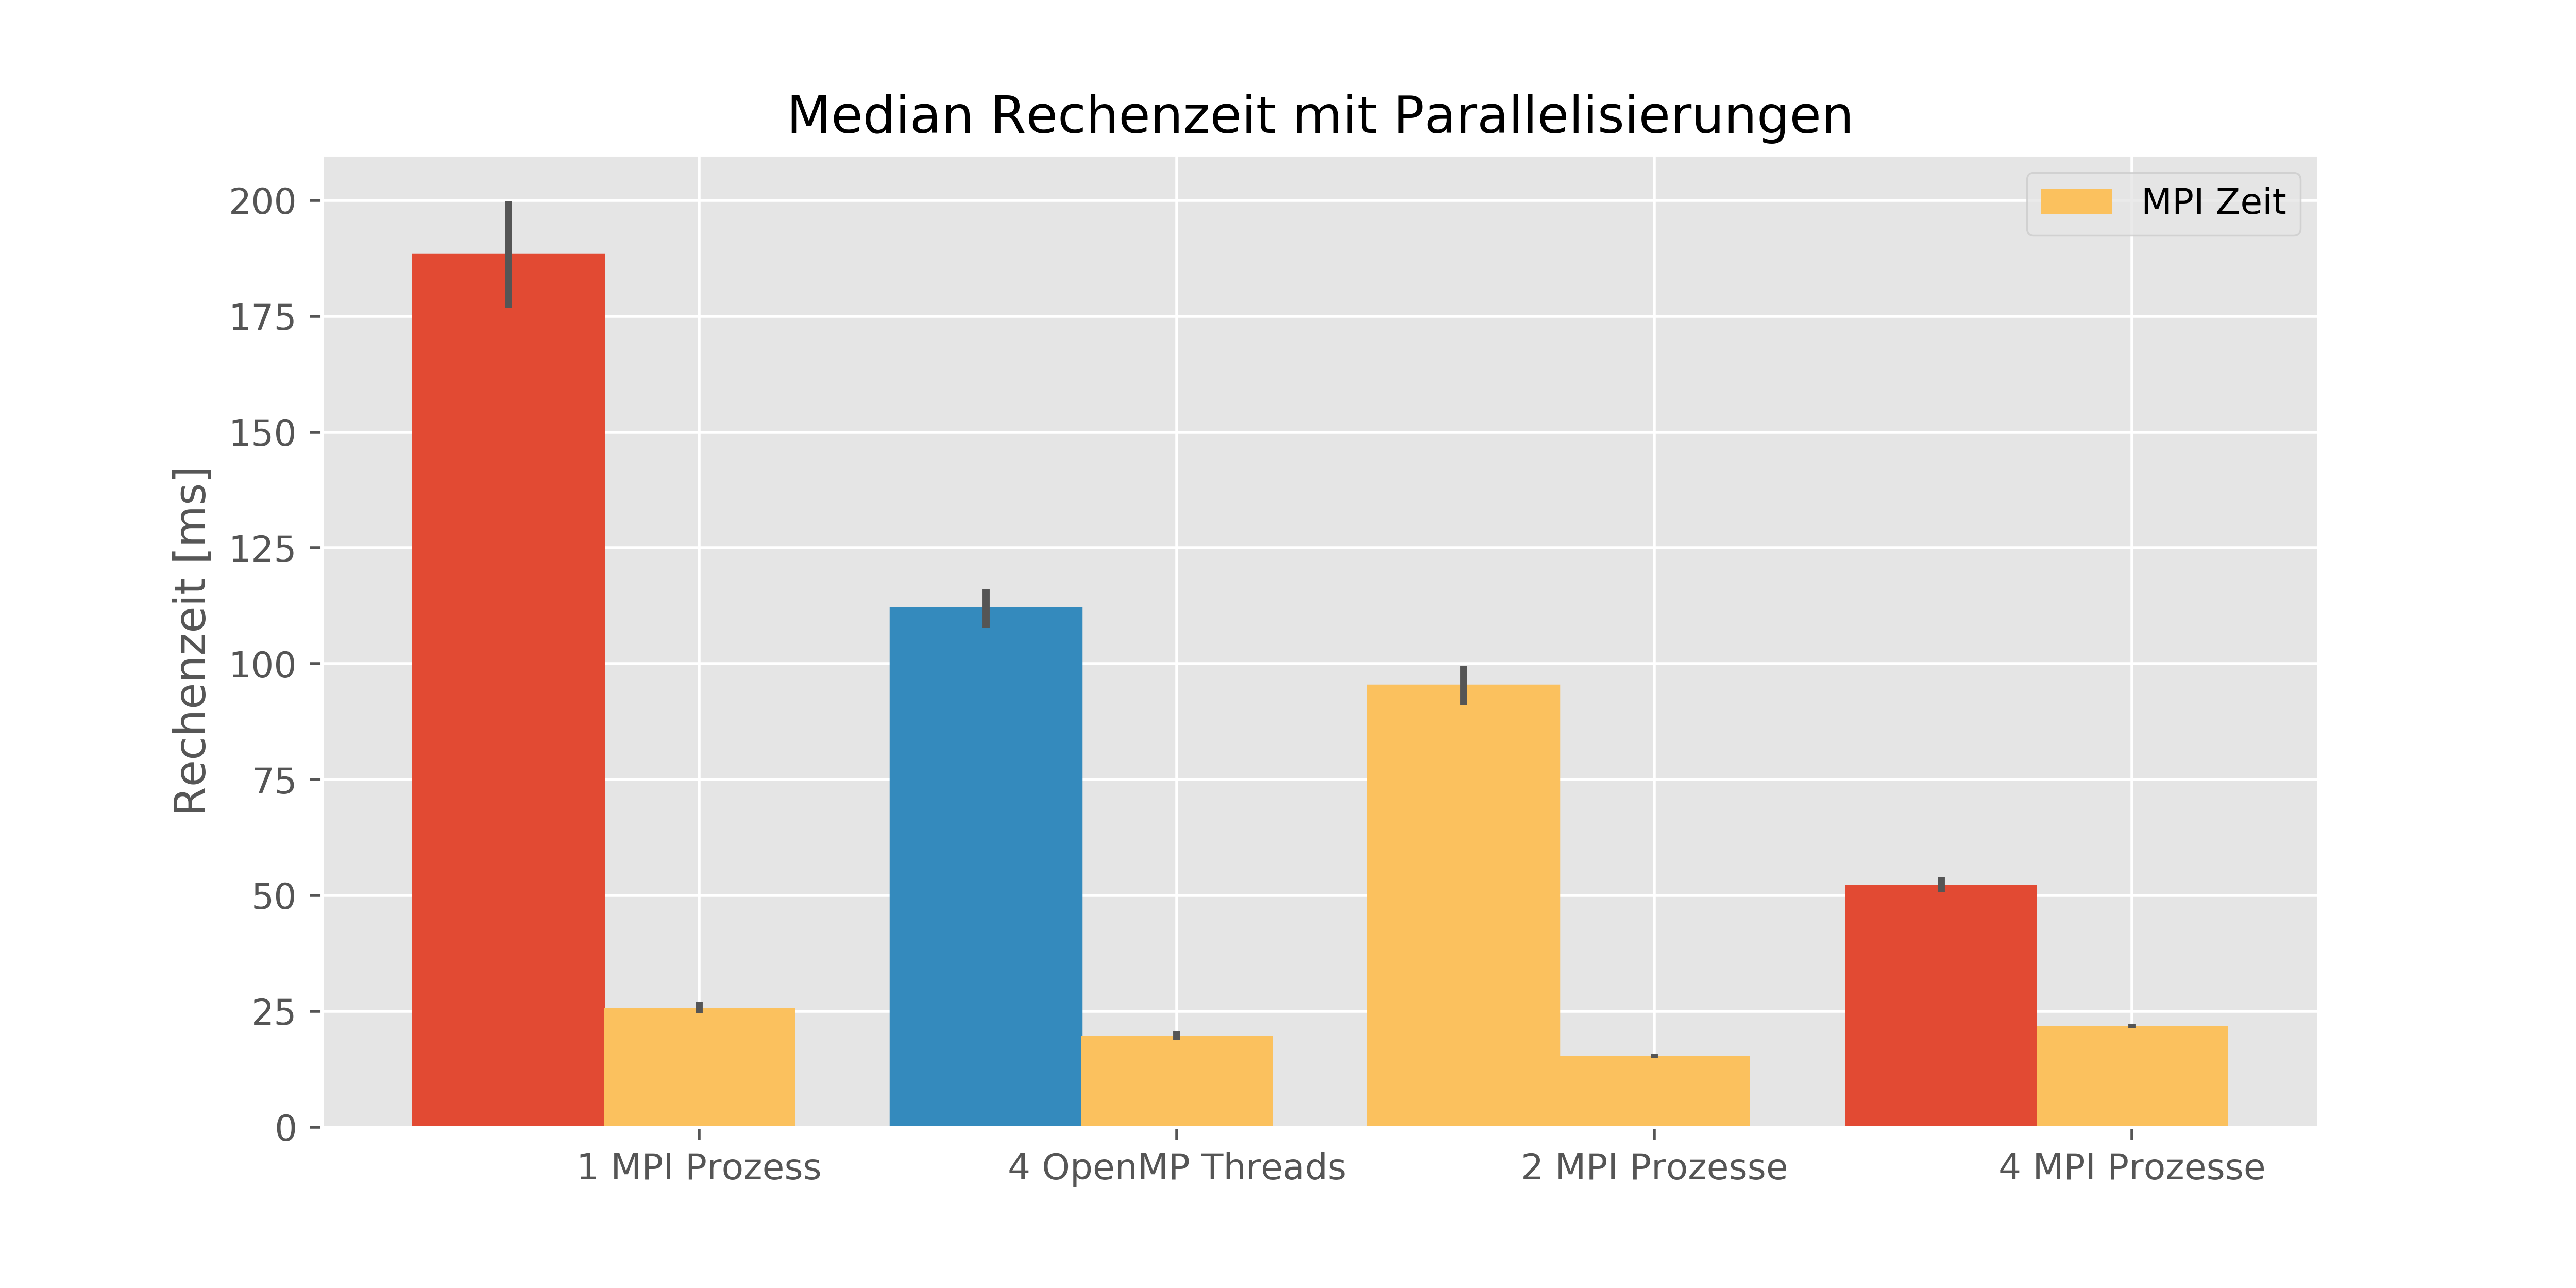 Median Rechenzeit mit Parallelisierungen
MPI Zeit
Rechenzeit [ms]
200
175
150
125
100
75
50
25
0
1 MPI Prozess
4 OpenMP Threads
2 MPI Prozesse
4 MPI Prozesse